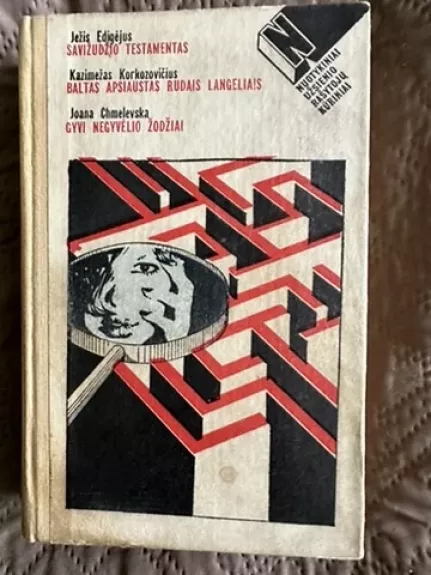 Ježis Edigėjus
SAVIŽUDŽIO TESTAMENTAS
Kazimežas Korkozovičius
BALTAS APSIAUSTAS RUDAIS LANGELIAIS
Joana Chmelevska
GYVI NEGYVĖLIO ŽODŽIAI
N
NUOTYKINIAI
UŽSIENIO
RAŠYTOJŲ
KŪRINIAI